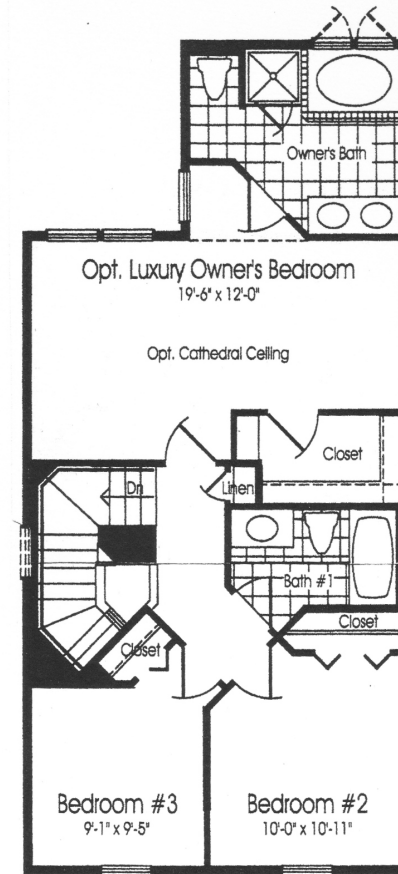 Owner's Bath
Opt. Luxury Owner's Bedroom
19'-6" x 12'-0"
Opt. Cathedral Ceiling
Closet
Dn
Linen
Bath #1
Closet
Closet
Bedroom #3
9'-1" x 9'-5"
Bedroom #2
10'-0" x 10'-11"